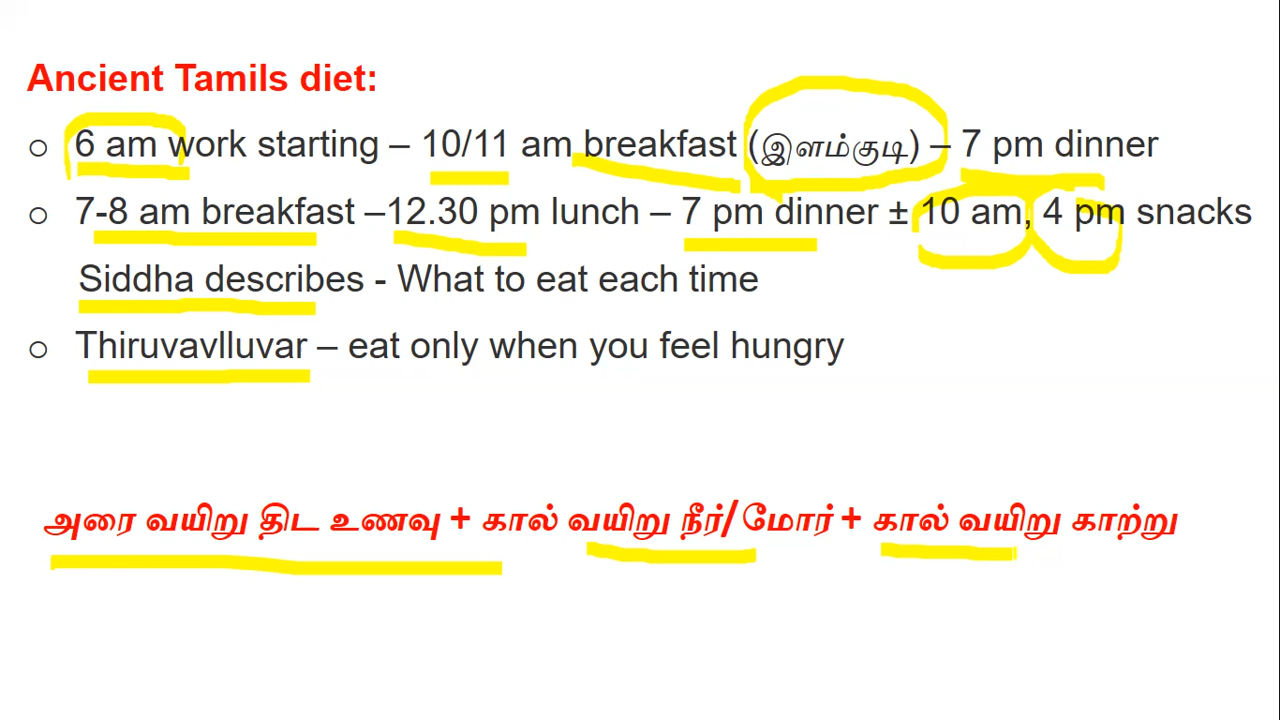 Ancient Tamils diet:
o 6 am work starting – 10/11 am breakfast (இளம்குடி) – 7 pm dinner
o 7-8 am breakfast –12.30 pm lunch – 7 pm dinner ± 10 am, 4 pm snacks
Siddha describes - What to eat each time
o Thiruvavlluvar – eat only when you feel hungry
அரை வயிறு திட உணவு + கால் வயிறு நீர்/மோர் + கால் வயிறு காற்று